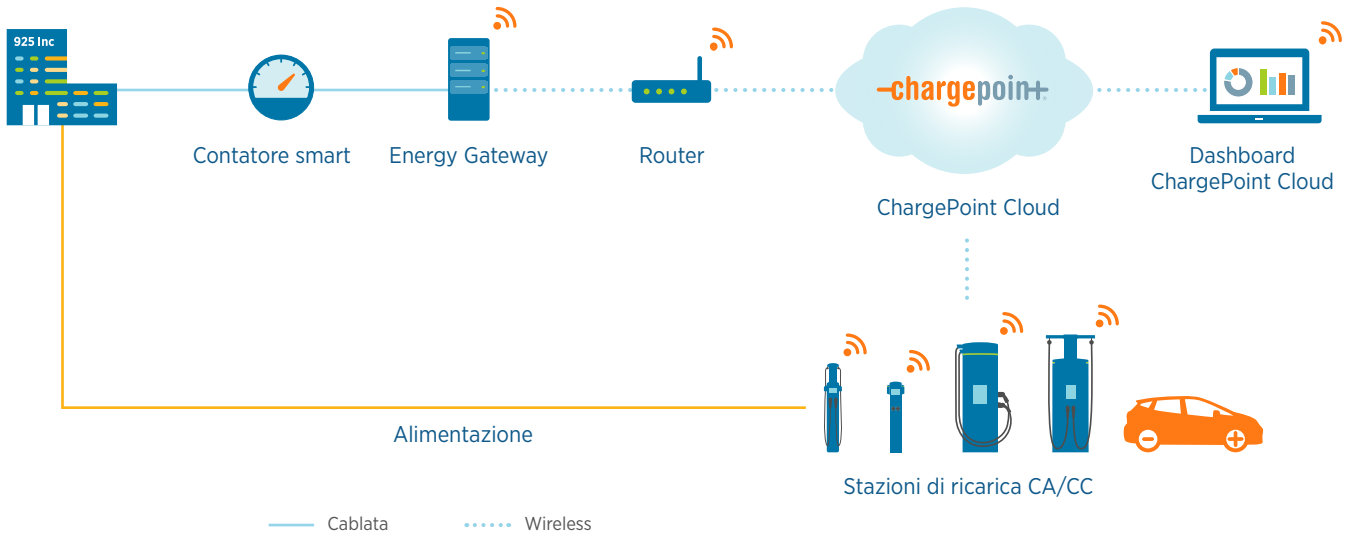 925 Inc
chargepoin+
Contatore smart
Energy Gateway
Router
Dashboard
ChargePoint Cloud
ChargePoint Cloud
Alimentazione
Stazioni di ricarica CA/CC
Cablata
Wireless